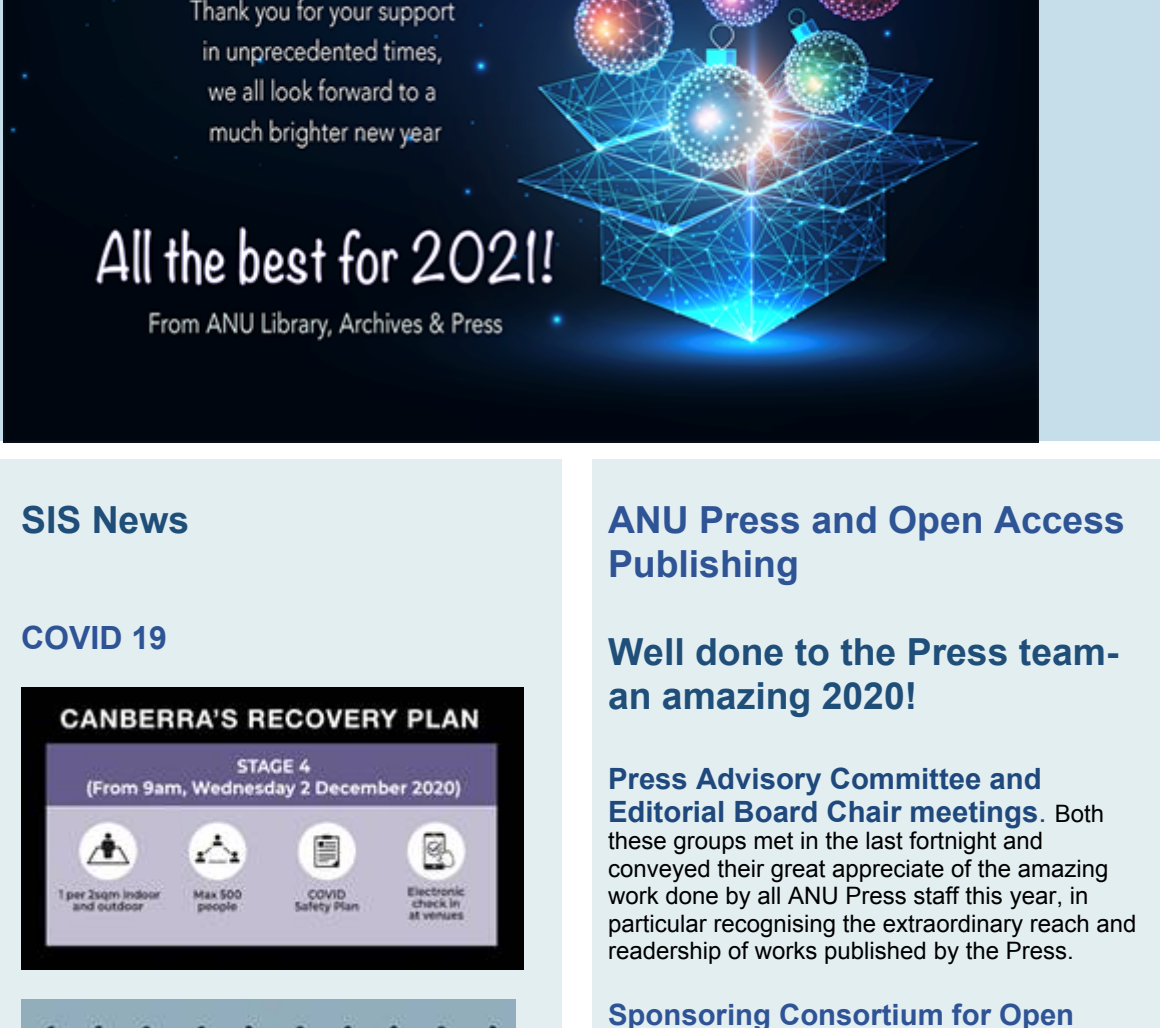 Thank you for your support
in unprecedented times,
we all look forward to a
much brighter new year
All the best for 2021!
From ANU Library, Archives & Press
SIS News
COVID 19
CANBERRA'S RECOVERY PLAN
STAGE 4
(From 9am, Wednesday 2 December 2020)
1 per 2sqm indoor
and outdoor
Max 500
people
COVID
Safety Plan
Electronic
check in
at venues
ANU Press and Open Access
Publishing
Well done to the Press team-
an amazing 2020!
Press Advisory Committee and
Editorial Board Chair meetings. Both
these groups met in the last fortnight and
conveyed their great appreciate of the amazing
work done by all ANU Press staff this year, in
particular recognising the extraordinary reach and
readership of works published by the Press.
Sponsoring Consortium for Open